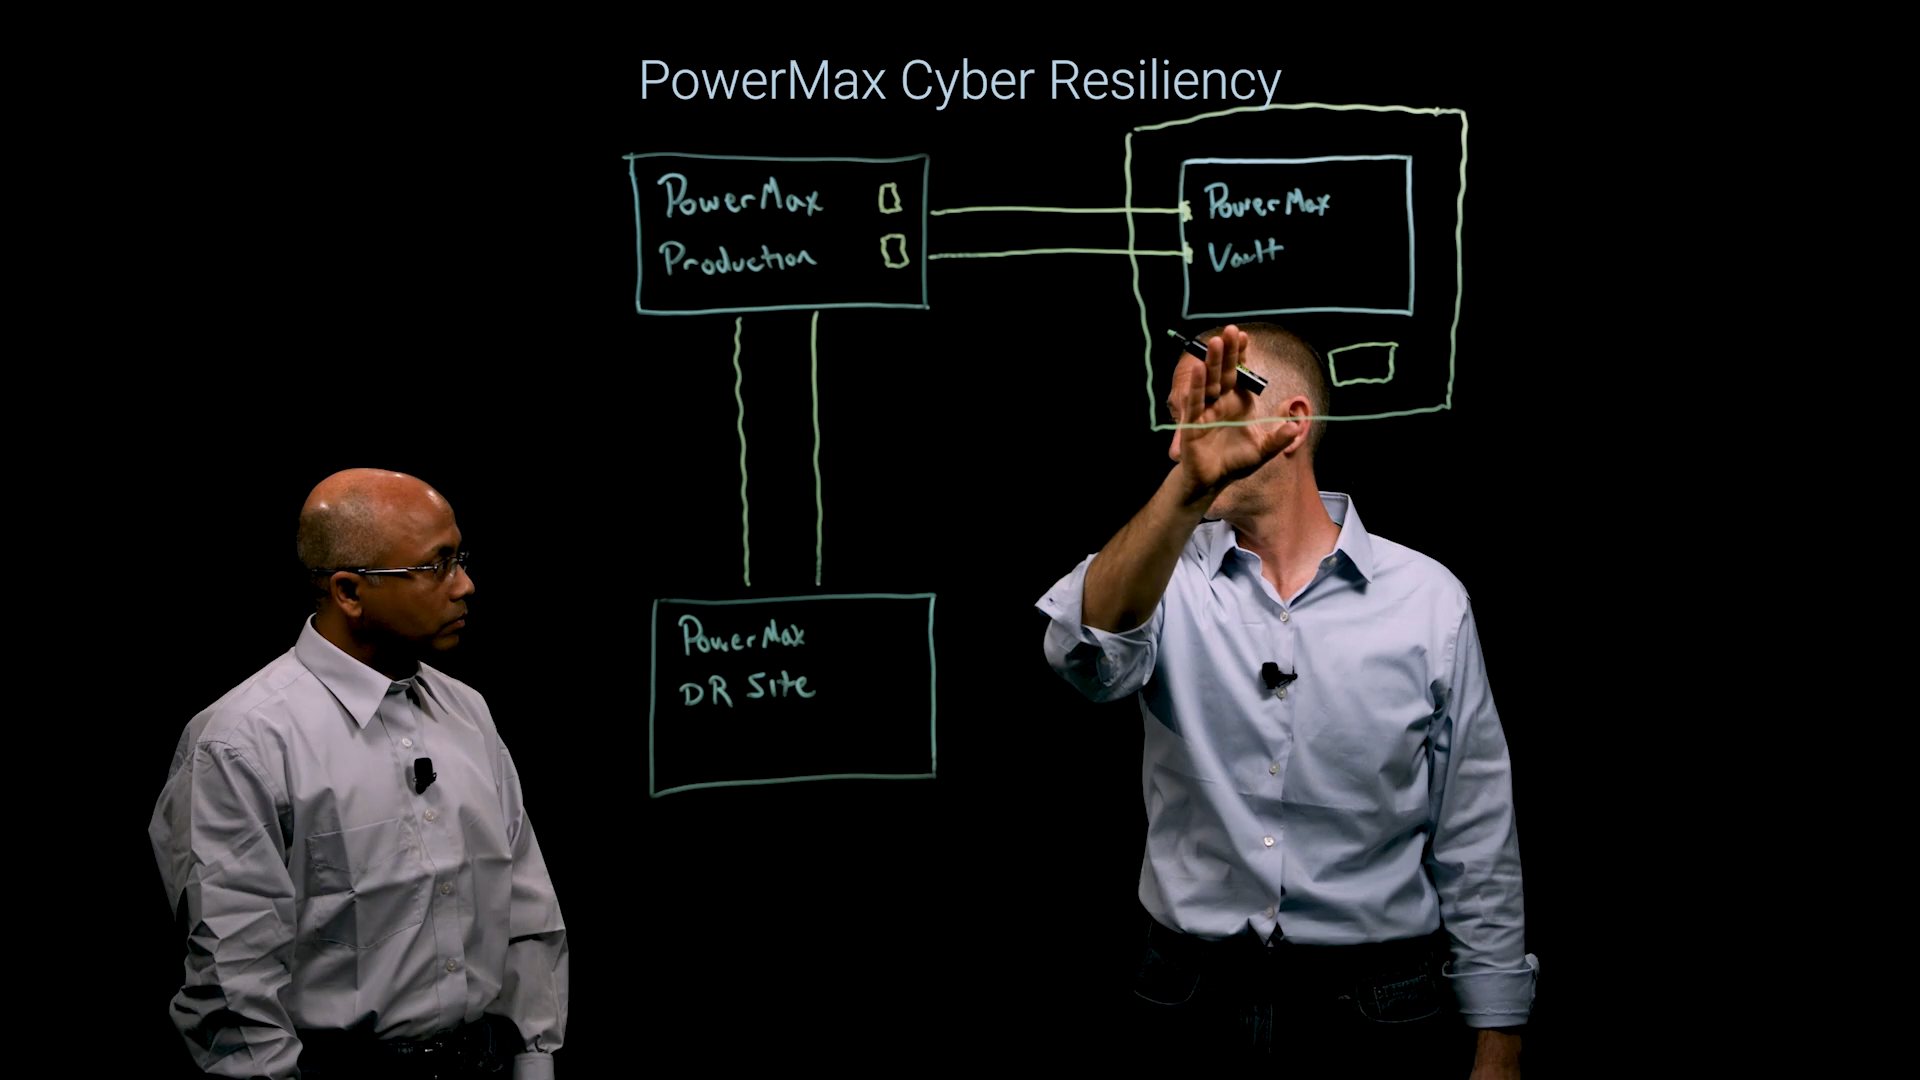 PowerMax Cyber Resiliency
PowerMax
Production
PowerMax
Vault
PowerMax
DR Site